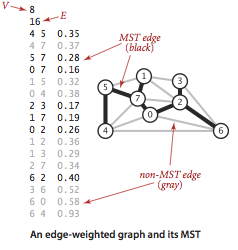 V 8
16 E
4 5 0.35
4 7 0.37
5 7 0.28
0 7 0.16
1 5 0.32
0 4 0.38
2 3 0.17
1 7 0.19
0 2 0.26
1 2 0.36
1 3 0.29
2 7 0.34
6 2 0.40
3 6 0.52
6 0 0.58
6 4 0.93
MST edge
(black)
1
3
5
7
2
0
4
6
non-MST edge
(gray)
An edge-weighted graph and its MST